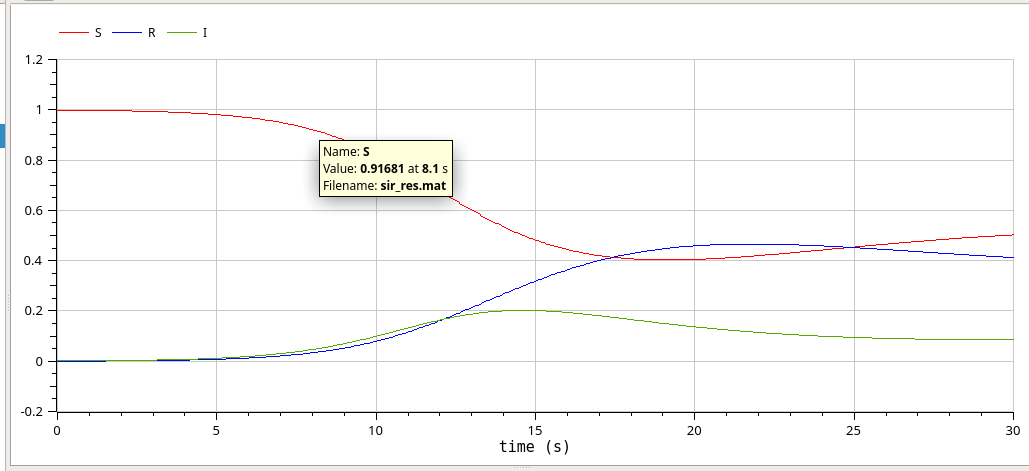 S R I
1.2
1
0.8
0.6
0.4
0.2
0
-0.2
Name: S
Value: 0.91681 at 8.1 s
Filename: sir_res.mat
0 5 10 15 20 25 30
time (s)